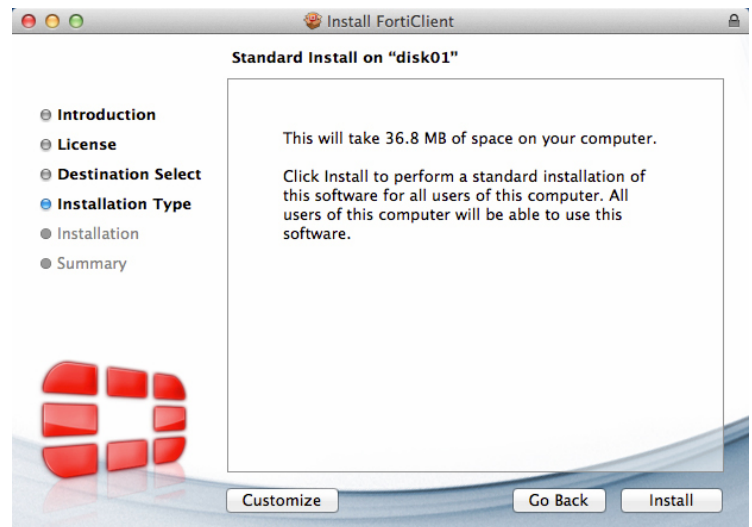 Install FortiClient
Standard Install on “disk01”
Introduction
License
Destination Select
Installation Type
Installation
Summary
This will take 36.8 MB of space on your computer.
Click Install to perform a standard installation of
this software for all users of this computer. All
users of this computer will be able to use this
software.
Customize
Go Back
Install